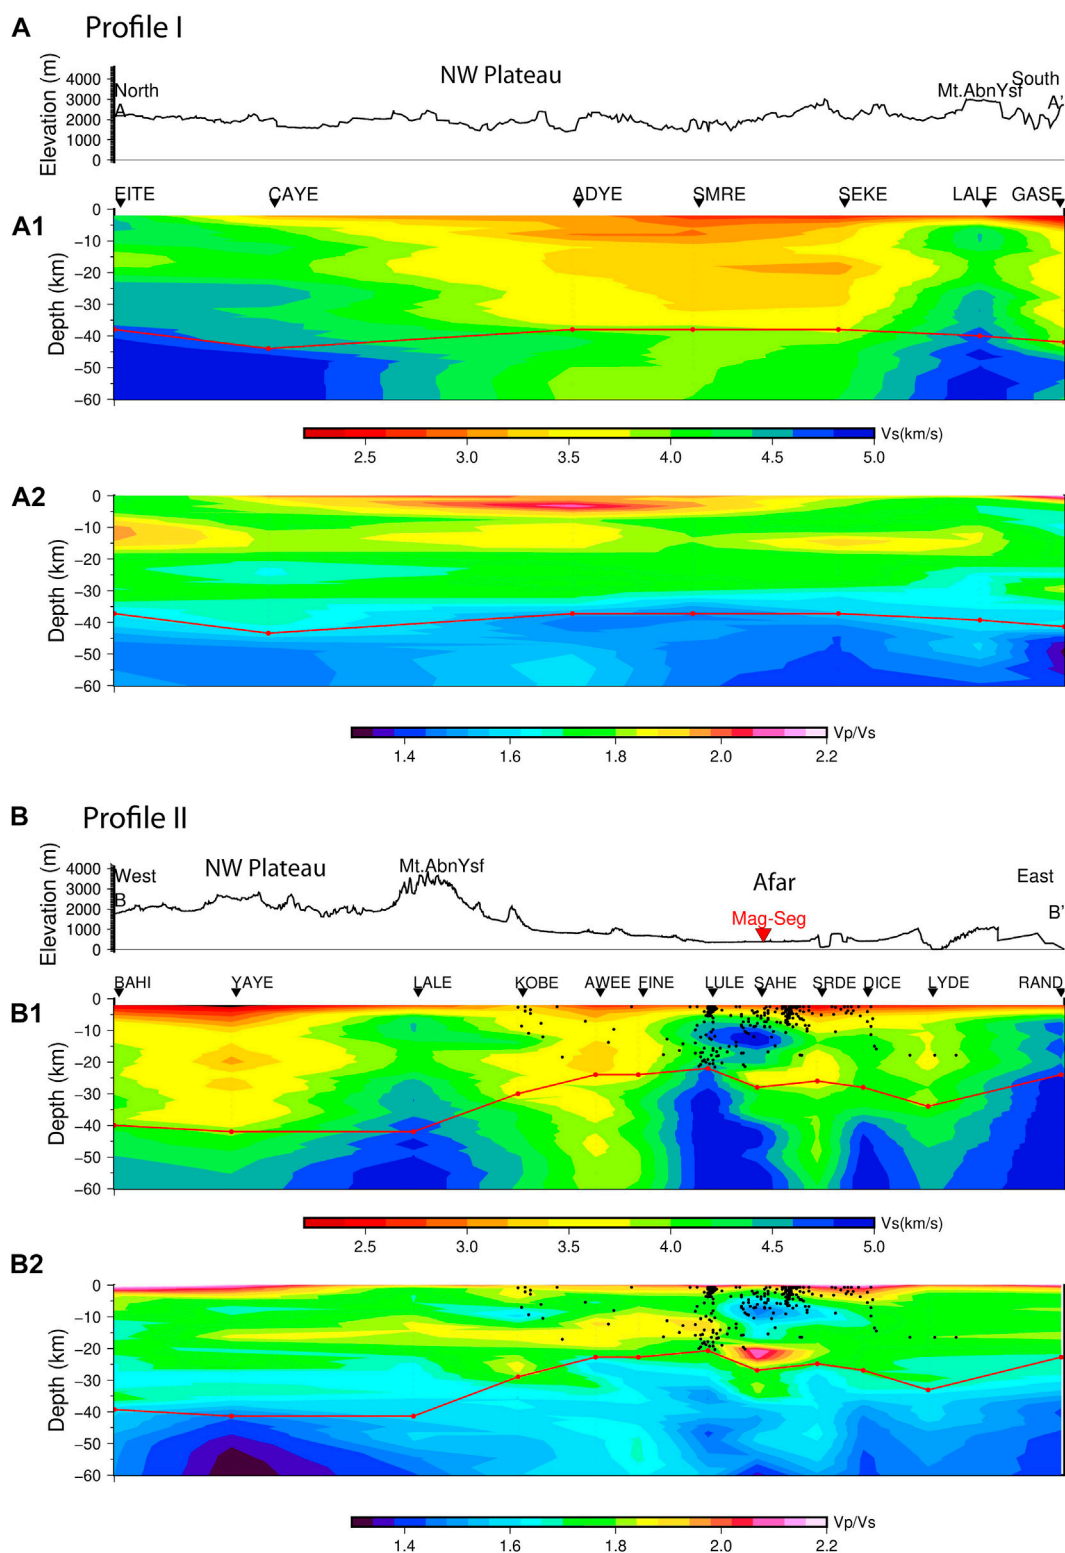 A Profile I
Elevation (m)
4000
3000
2000
1000
0
North
A
NW Plateau
Mt.AbnYsf
South
A'
A1
EITE CAYE ADYE SMRE SEKE LALE GASE
Depth (km)
0
−10
−20
−30
−40
−50
−60
Vs(km/s)
2.5 3.0 3.5 4.0 4.5 5.0
A2
Depth (km)
0
−10
−20
−30
−40
−50
−60
Vp/Vs
1.4 1.6 1.8 2.0 2.2
B Profile II
Elevation (m)
4000
3000
2000
1000
0
West
B
NW Plateau
Mt.AbnYsf
Afar
Mag-Seg
East
B'
BAHI YAYE LALE KOBE AWEE FINE LULE SAHE SRDE DICE LYDE RAND
B1
Depth (km)
0
−10
−20
−30
−40
−50
−60
Vs(km/s)
2.5 3.0 3.5 4.0 4.5 5.0
B2
Depth (km)
0
−10
−20
−30
−40
−50
−60
Vp/Vs
1.4 1.6 1.8 2.0 2.2